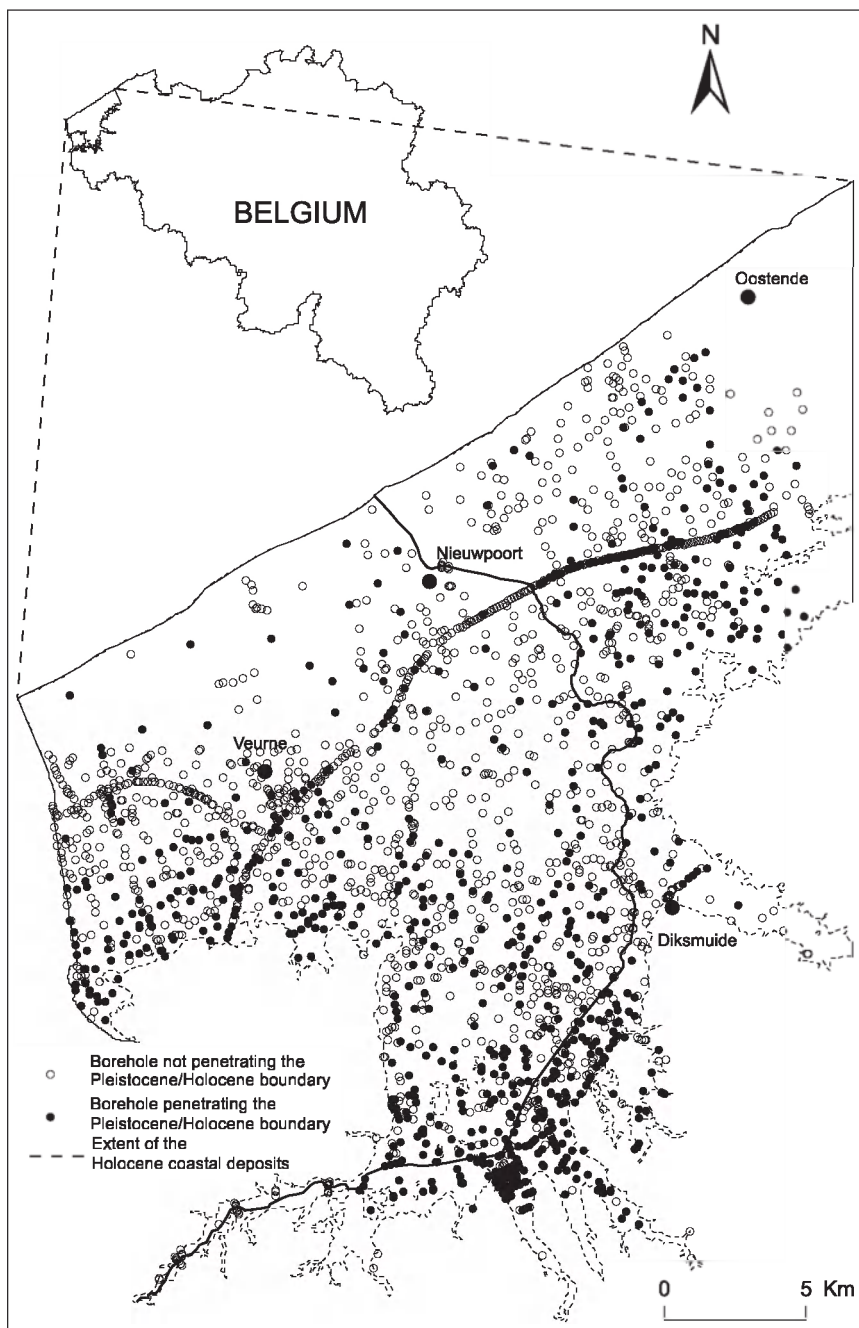 N
BELGIUM
Oostende
Nieuwpoort
Veurne
Diksmuide
Borehole not penetrating the
Pleistocene/Holocene boundary
Borehole penetrating the
Pleistocene/Holocene boundary
Extent of the
Holocene coastal deposits
0 5 Km